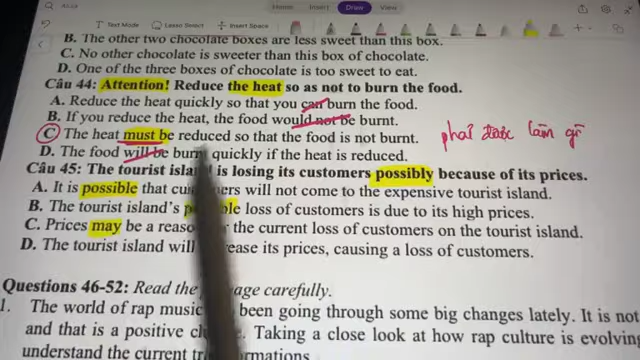 Text Mode Lasso Select Insert Space
Insert Draw View
B. The other two chocolate boxes are less sweet than this box.
C. No other chocolate is sweeter than this box of chocolate.
D. One of the three boxes of chocolate is too sweet to eat.
Câu 44: Attention! Reduce the heat so as not to burn the food.
A. Reduce the heat quickly so that you can burn the food.
B. If you reduce the heat, the food would not be burnt.
C The heat must be reduced so that the food is not burnt. phải được làm gì
D. The food will be burnt quickly if the heat is reduced.
Câu 45: The tourist island is losing its customers possibly because of its prices.
A. It is possible that customers will not come to the expensive tourist island.
B. The tourist island's possible loss of customers is due to its high prices.
C. Prices may be a reason for the current loss of customers on the tourist island.
D. The tourist island will increase its prices, causing a loss of customers.
Questions 46-52: Read the passage carefully.
1. The world of rap music been going through some big changes lately. It is not
and that is a positive Taking a close look at how rap culture is evolving
understand the current transformations.